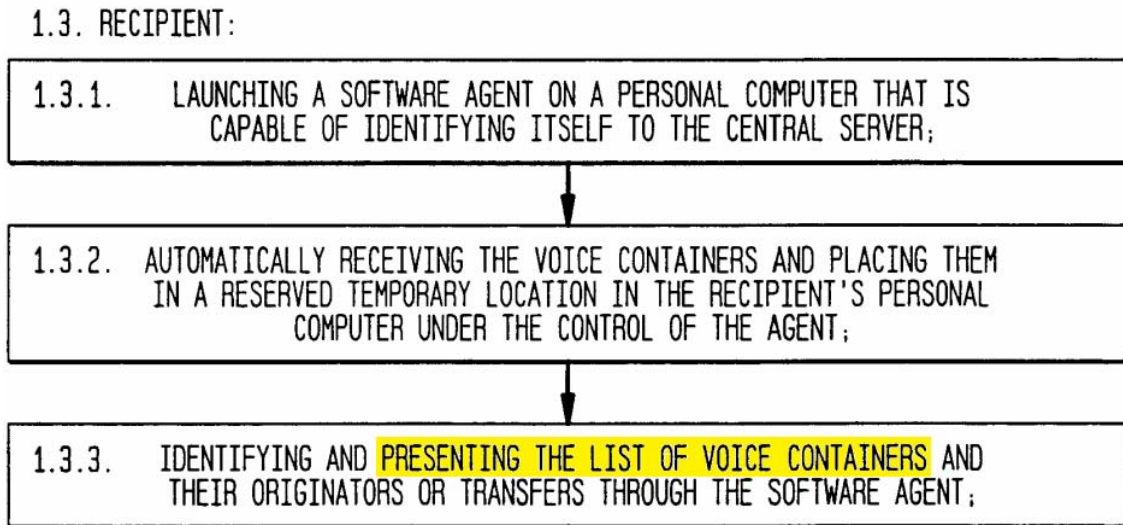 1.3. RECIPIENT:
1.3.1. LAUNCHING A SOFTWARE AGENT ON A PERSONAL COMPUTER THAT IS
CAPABLE OF IDENTIFYING ITSELF TO THE CENTRAL SERVER;
1.3.2. AUTOMATICALLY RECEIVING THE VOICE CONTAINERS AND PLACING THEM
IN A RESERVED TEMPORARY LOCATION IN THE RECIPIENT'S PERSONAL
COMPUTER UNDER THE CONTROL OF THE AGENT;
1.3.3. IDENTIFYING AND PRESENTING THE LIST OF VOICE CONTAINERS AND
THEIR ORIGINATORS OR TRANSFERS THROUGH THE SOFTWARE AGENT;